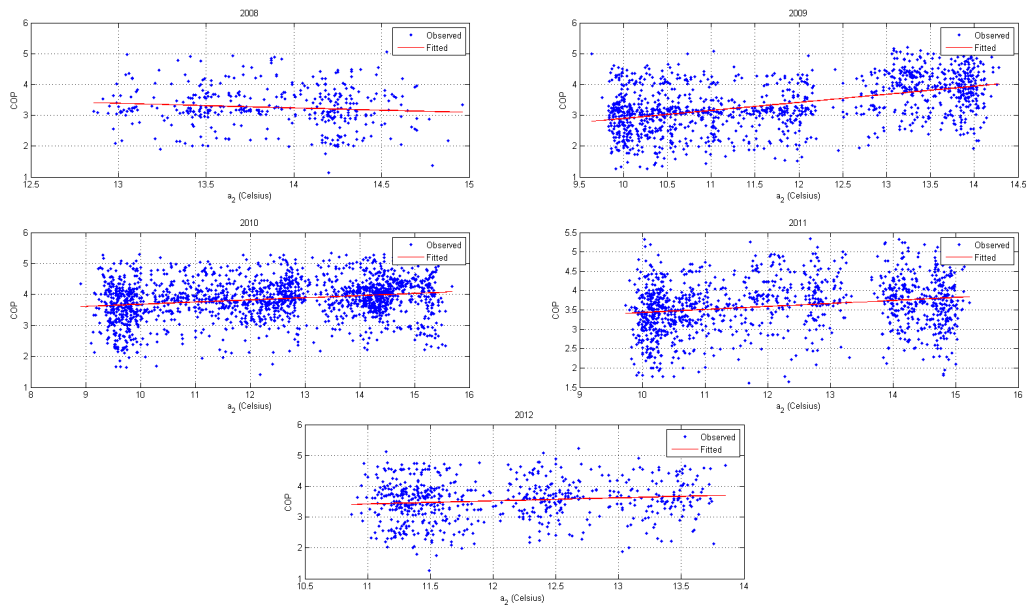 2008
6
5
4
3
2
1
COP
12.5 13 13.5 14 14.5 15
a2 (Celsius)
Observed
Fitted
2009
6
5
4
3
2
1
COP
9.5 10 10.5 11 11.5 12 12.5 13 13.5 14 14.5
a2 (Celsius)
Observed
Fitted
2010
6
5
4
3
2
1
COP
8 9 10 11 12 13 14 15 16
a2 (Celsius)
Observed
Fitted
2011
5.5
5
4.5
4
3.5
3
2.5
2
1.5
COP
9 10 11 12 13 14 15 16
a2 (Celsius)
Observed
Fitted
2012
6
5
4
3
2
1
COP
10.5 11 11.5 12 12.5 13 13.5 14
a2 (Celsius)
Observed
Fitted